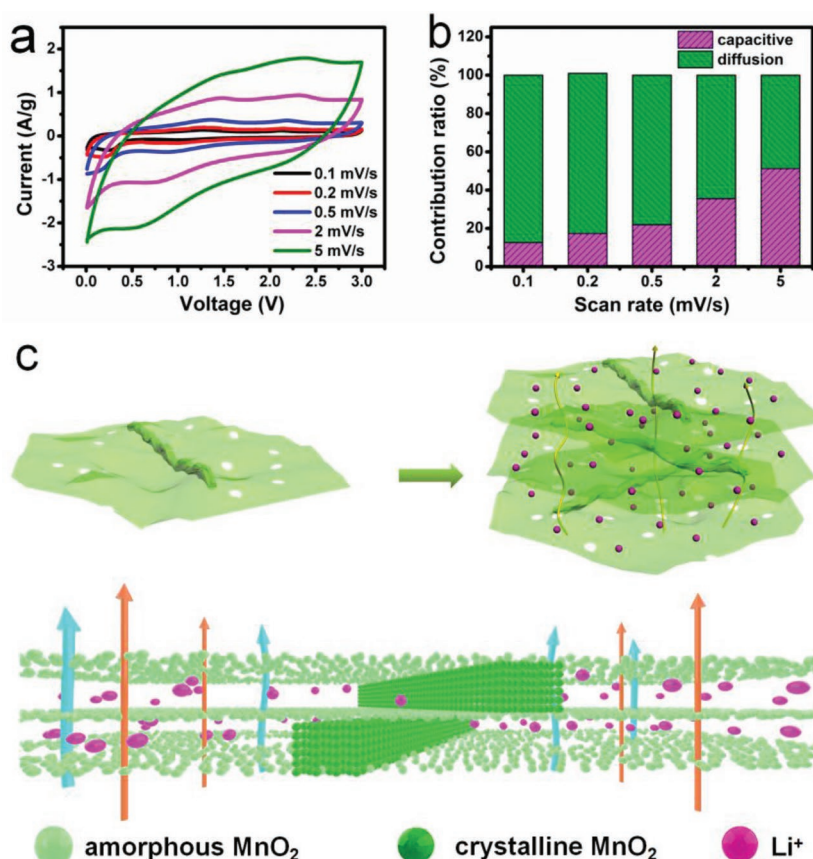 a
Current (A/g)
2
1
0
-1
-2
-3
0.0 0.5 1.0 1.5 2.0 2.5 3.0
Voltage (V)
0.1 mV/s
0.2 mV/s
0.5 mV/s
2 mV/s
5 mV/s
b
Contribution ratio (%)
120
100
80
60
40
20
0
0.1 0.2 0.5 2 5
Scan rate (mV/s)
capacitive
diffusion
c
amorphous MnO₂ crystalline MnO₂ Li⁺